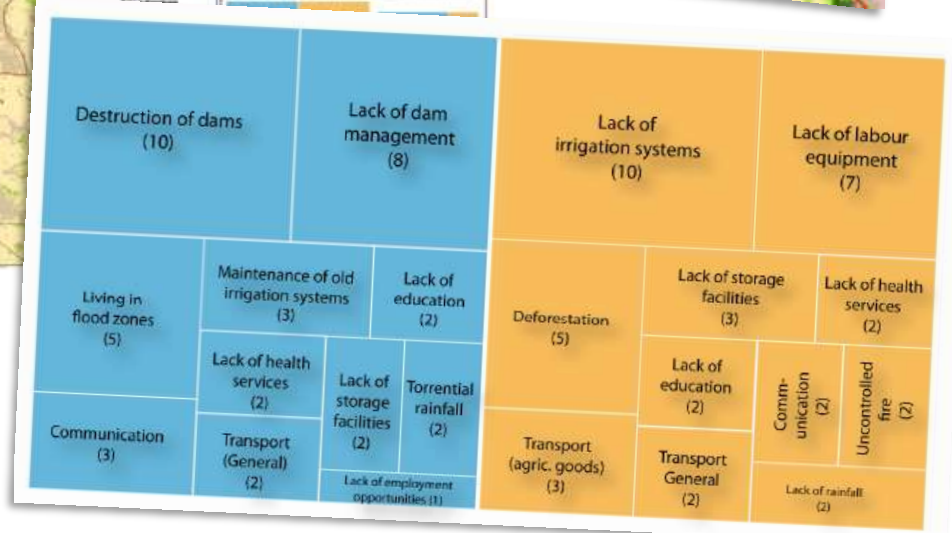 Destruction of dams
(10)
Lack of dam
management
(8)
Living in
flood zones
(5)
Maintenance of old
irrigation systems
(3)
Lack of
education
(2)
Communication
(3)
Lack of health
services
(2)
Transport
(General)
(2)
Lack of
storage
facilities
(2)
Torrential
rainfall
(2)
Lack of employment
opportunities (1)
Lack of
irrigation systems
(10)
Lack of labour
equipment
(7)
Deforestation
(5)
Lack of storage
facilities
(3)
Lack of health
services
(2)
Transport
(agric. goods)
(3)
Lack of
education
(2)
Transport
General
(2)
Comm-
unication
(2)
Uncontrolled
fire
(2)
Lack of rainfall
(2)